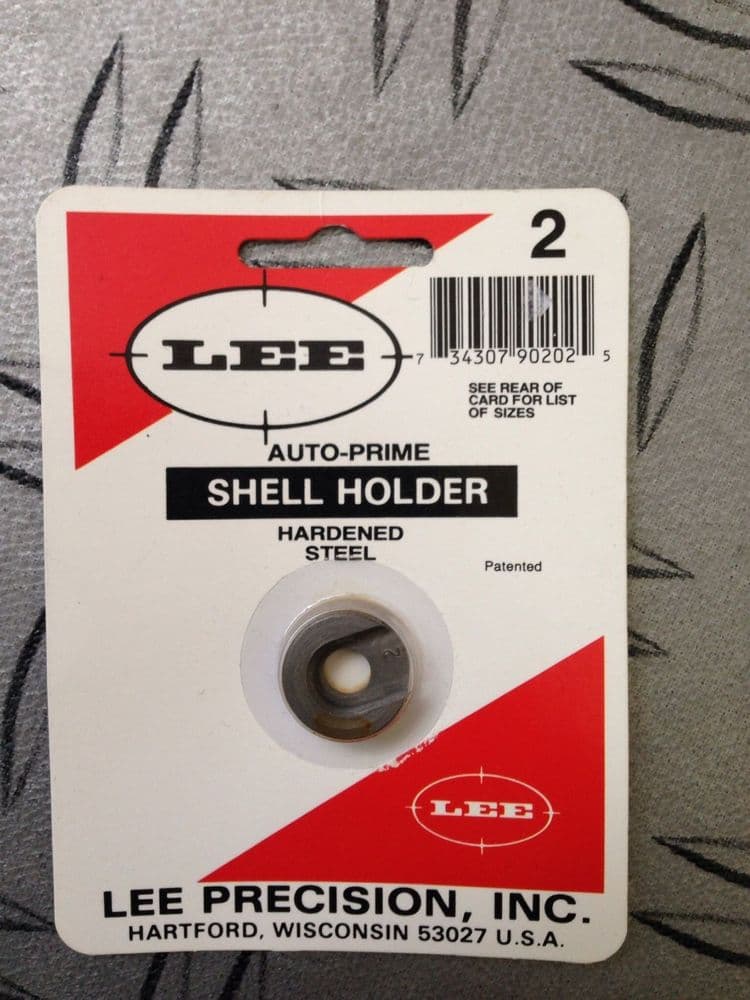 2
LEE
7 34307 90202 5
SEE REAR OF
CARD FOR LIST
OF SIZES
AUTO-PRIME
SHELL HOLDER
HARDENED
STEEL
Patented
2
LEE
LEE PRECISION, INC.
HARTFORD, WISCONSIN 53027 U.S.A.